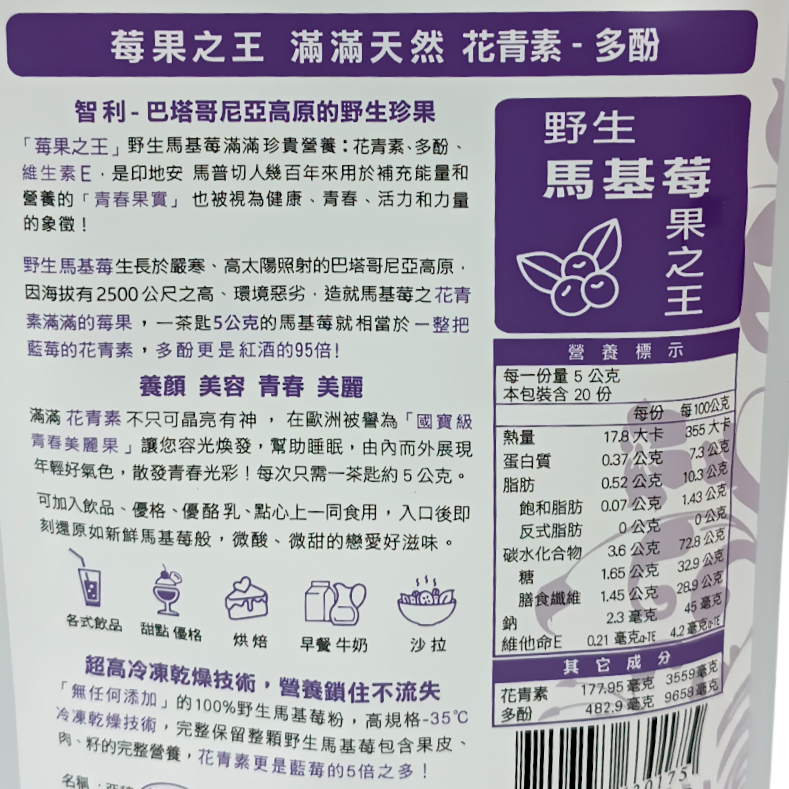 莓果之王 滿滿天然 花青素-多酚
智利-巴塔哥尼亞高原的野生珍果
「莓果之王」野生馬基莓滿滿珍貴營養：花青素、多酚、
維生素E，是印地安 馬普切人幾百年來用於補充能量和
營養的「青春果實」也被視為健康、青春、活力和力量
的象徵！
野生馬基莓生長於嚴寒、高太陽照射的巴塔哥尼亞高原，
因海拔有2500公尺之高、環境惡劣，造就馬基莓之花青
素滿滿的莓果，一茶匙5公克的馬基莓就相當於一整把
藍莓的花青素，多酚更是紅酒的95倍！
養顏 美容 青春 美麗
滿滿 花青素 不只可晶亮有神，在歐洲被譽為「國寶級
青春美麗果」讓您容光煥發，幫助睡眠，由內而外展現
年輕好氣色，散發青春光彩！每次只需一茶匙約5公克。
可加入飲品、優格、優酪乳、點心上一同食用，入口後即
刻還原如新鮮馬基莓般，微酸、微甜的戀愛好滋味。
各式飲品 甜點 優格 烘焙 早餐 牛奶 沙拉
超高冷凍乾燥技術，營養鎖住不流失
「無任何添加」的100%野生馬基莓粉，高規格-35℃
冷凍乾燥技術，完整保留整顆野生馬基莓包含果皮、
肉、籽的完整營養，花青素更是藍莓的5倍之多！
名稱：
野生
馬基莓
果之王
營養標示
每一份量 5 公克
本包裝含 20 份
每份 每100公克
熱量 17.8 大卡 355 大卡
蛋白質 0.37 公克 7.3 公克
脂肪 0.52 公克 10.3 公克
飽和脂肪 0.07 公克 1.43 公克
反式脂肪 0 公克 0 公克
碳水化合物 3.6 公克 72.8 公克
糖 1.65 公克 32.9 公克
膳食纖維 1.45 公克 28.9 公克
鈉 2.3 毫克 45 毫克
維他命E 0.21 毫克α-TE 4.2 毫克α-TE
其它成分
花青素 177.95 毫克 3559 毫克
多酚 482.9 毫克 9658 毫克